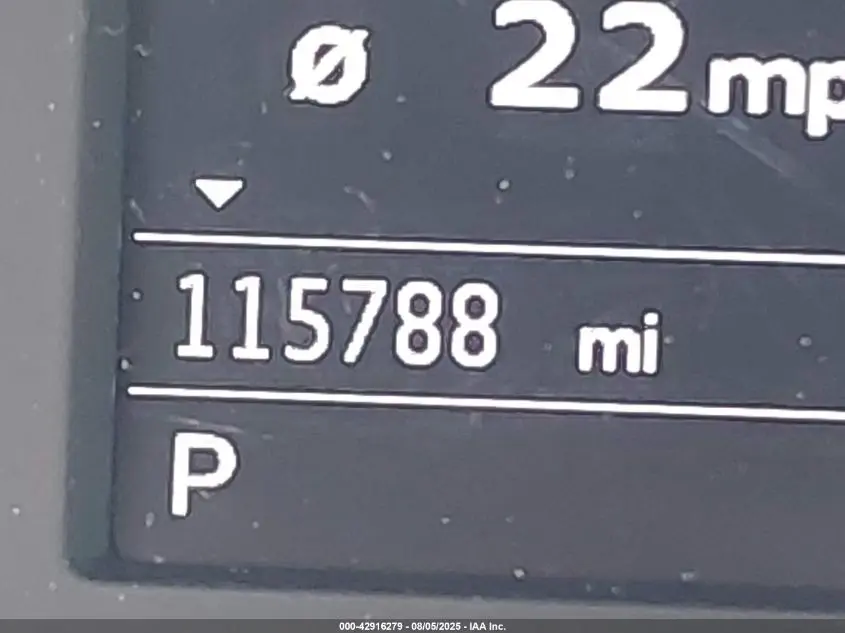 Ø 22 mp
115788 mi
P
000-42916279 - 08/05/2025 - IAA Inc.